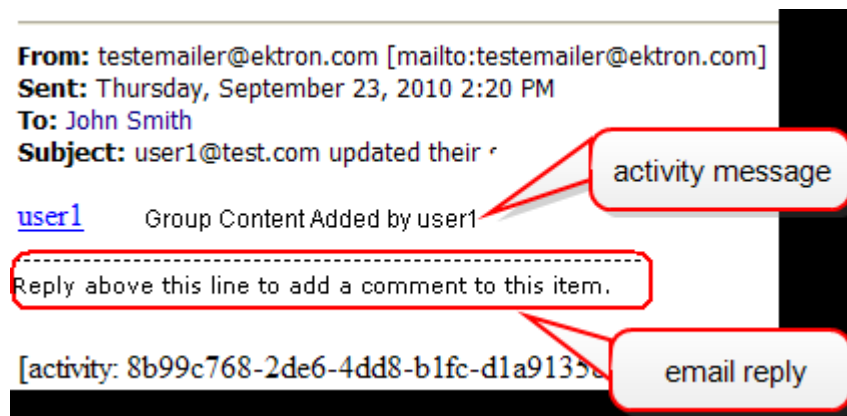 From: testemailer@ektron.com [mailto:testemailer@ektron.com]
Sent: Thursday, September 23, 2010 2:20 PM
To: John Smith
Subject: user1@test.com updated their
activity message
user1 Group Content Added by user1
Reply above this line to add a comment to this item.
[activity: 8b99c768-2de6-4dd8-b1fc-d1a9135
email reply